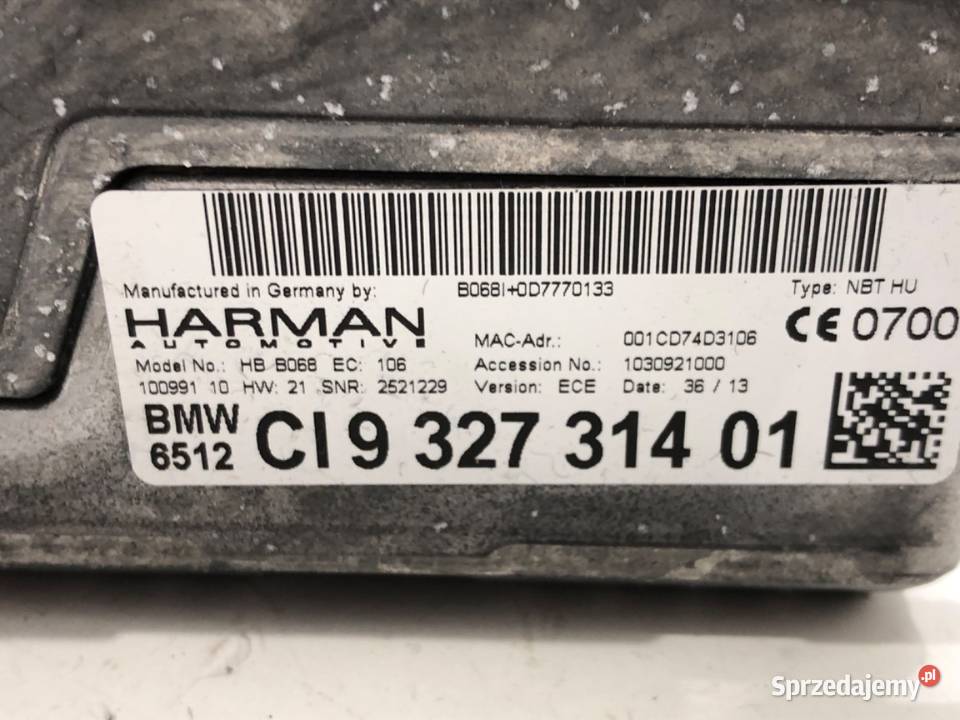 Manufactured in Germany by: B068I+0D7770133 Type: NBT HU
HARMAN
AUTOMOTIVE
MAC-Adr.: 001CD74D3106 CE 0700
Model No.: HB B068 EC: 106 Accession No.: 1030921000
100991 10 HW: 21 SNR: 2521229 Version: ECE Date: 36 / 13
BMW
6512 CI 9 327 314 01
Sprzedajemy.pl